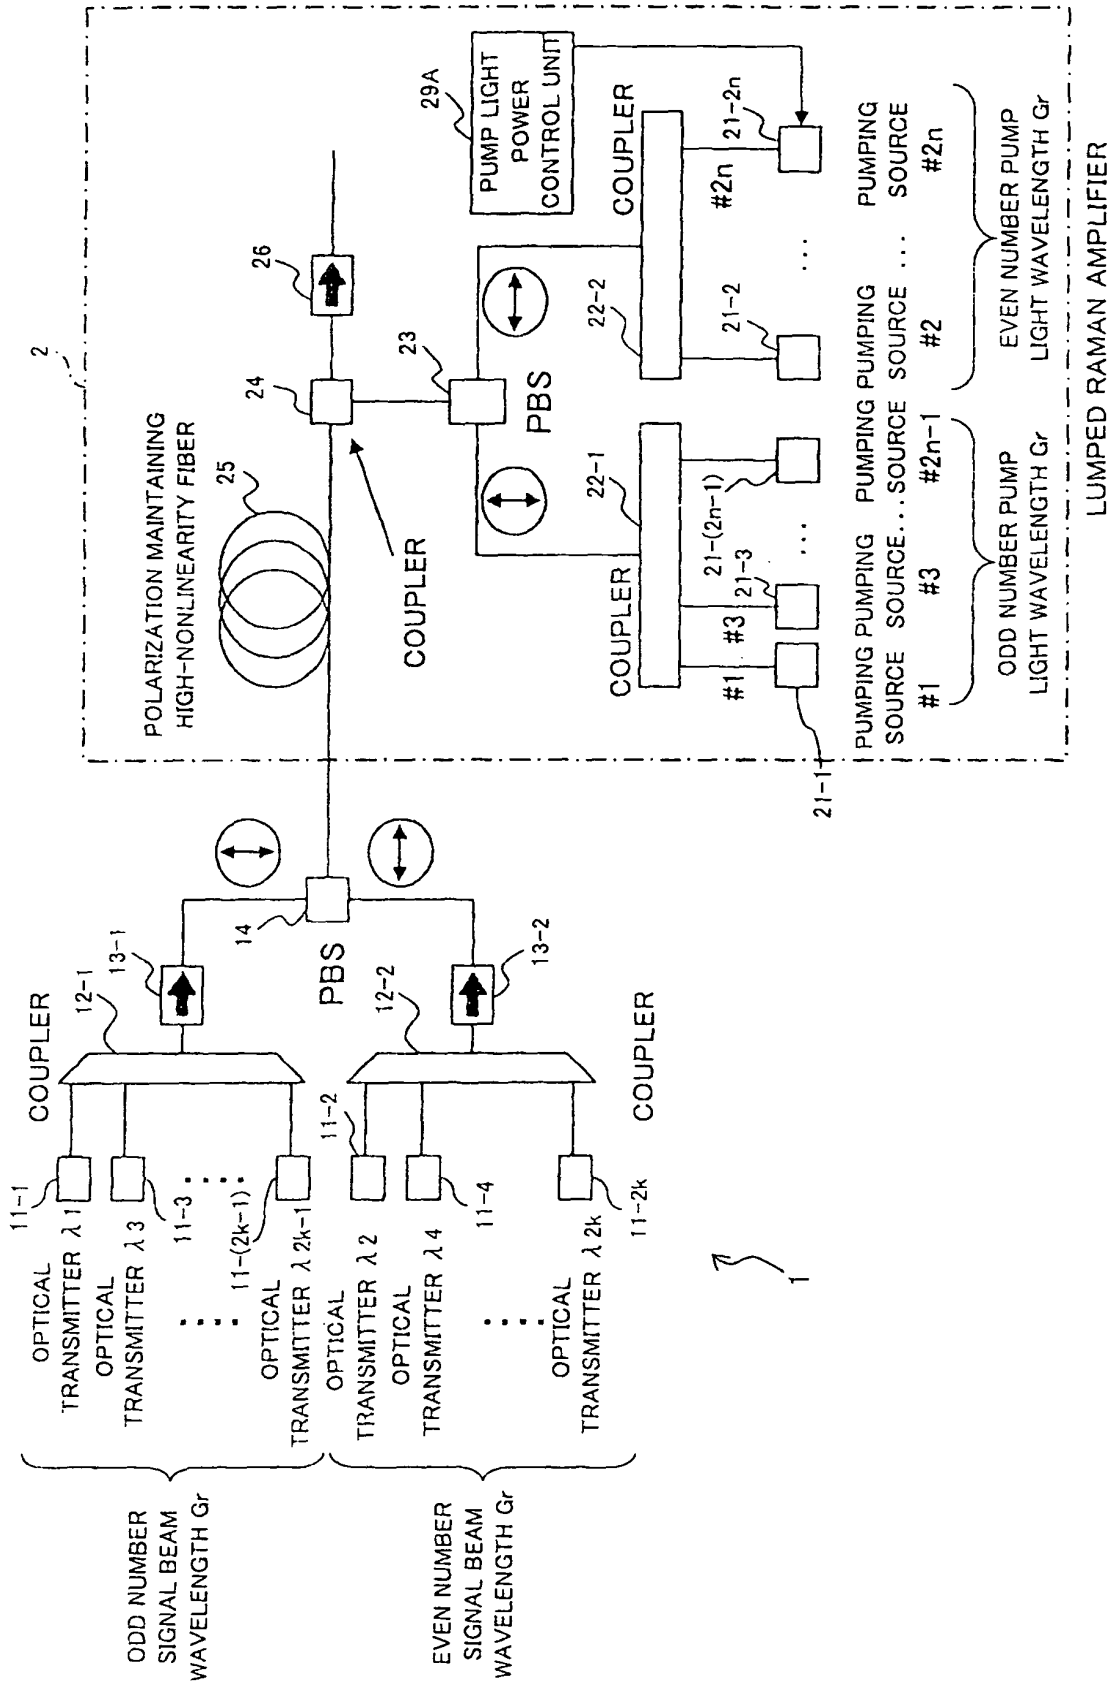 ODD NUMBER
SIGNAL BEAM
WAVELENGTH Gr
EVEN NUMBER
SIGNAL BEAM
WAVELENGTH Gr
OPTICAL
TRANSMITTER λ1
OPTICAL
TRANSMITTER λ3
OPTICAL
TRANSMITTER λ2k-1
OPTICAL
TRANSMITTER λ2
OPTICAL
TRANSMITTER λ4
OPTICAL
TRANSMITTER λ2k
11-1
11-3
11-(2k-1)
11-2
11-4
11-2k
COUPLER
12-1
13-1
12-2
13-2
COUPLER
14
PBS
1
2
POLARIZATION MAINTAINING
HIGH-NONLINEARITY FIBER
25
24
26
COUPLER
23
PBS
29A
PUMP LIGHT
POWER
CONTROL UNIT
COUPLER
22-1
COUPLER
22-2
#1
#3
21-3
21-(2n-1)
21-2
#2n
21-2n
21-1
...
...
PUMPING
SOURCE
#1
PUMPING
SOURCE...
#3
PUMPING
SOURCE
#2n-1
PUMPING
SOURCE ...
#2
PUMPING
SOURCE
#2n
ODD NUMBER PUMP
LIGHT WAVELENGTH Gr
EVEN NUMBER PUMP
LIGHT WAVELENGTH Gr
LUMPED RAMAN AMPLIFIER